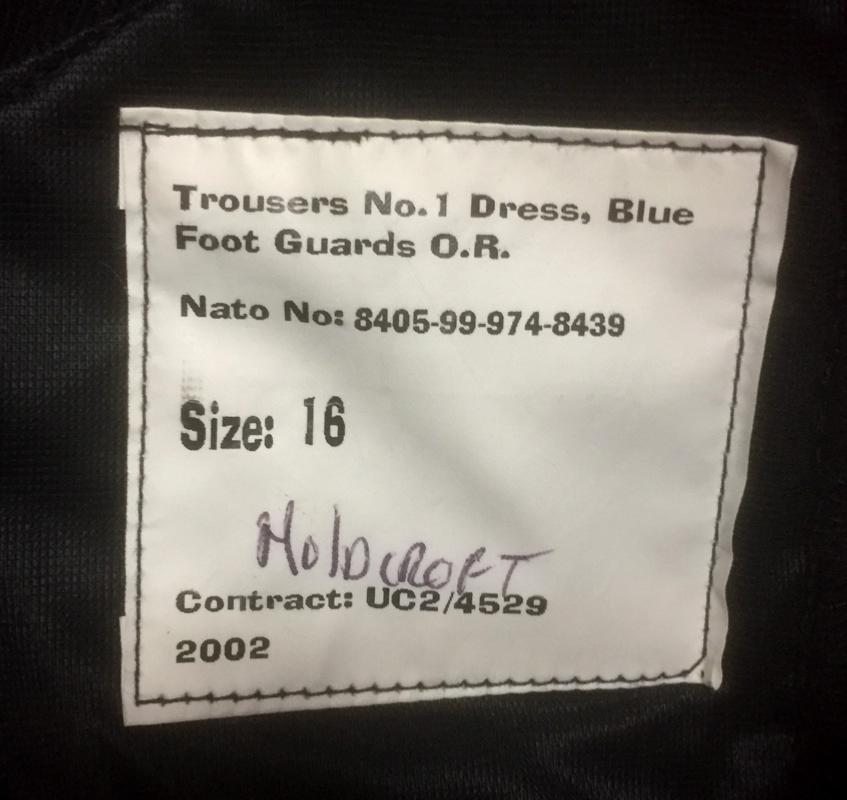 Trousers No.1 Dress, Blue
Foot Guards O.R.
Nato No: 8405-99-974-8439
Size: 16
HOlDCROFT
Contract: UC2/4529
2002